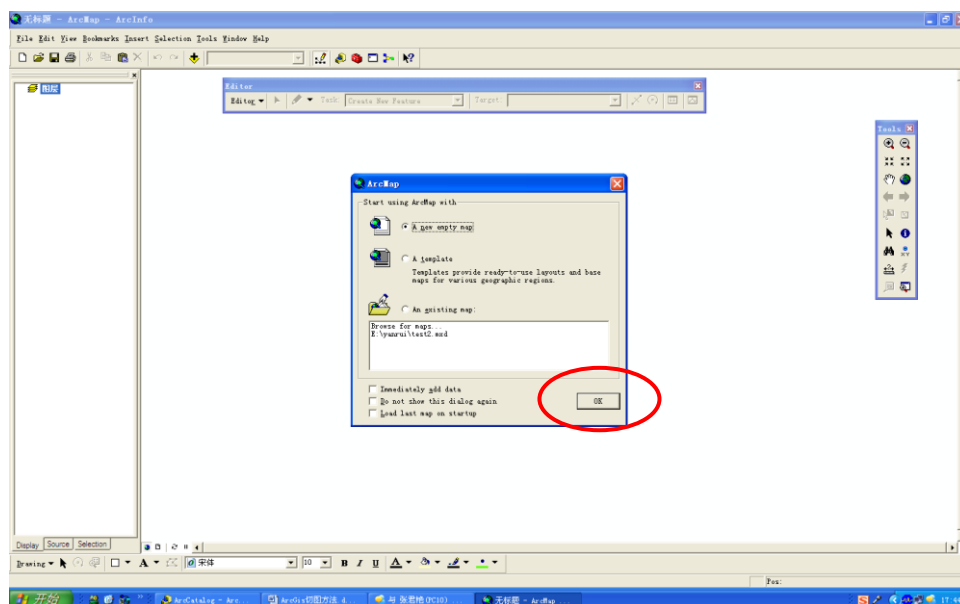 无标题 - ArcMap - ArcInfo
File Edit View Bookmarks Insert Selection Tools Window Help
图层
Editor
Editor Task: Create New Feature Target:
Tools
ArcMap
Start using ArcMap with
A new empty map
A template
Templates provide ready-to-use layouts and base
maps for various geographic regions.
An existing map:
Browse for maps...
E:\yanrui\test2.mxd
Immediately add data
Do not show this dialog again
Load last map on startup
OK
Display Source Selection
Drawing A 宋体 10 B I U A
Pos:
开始 ArcCatalog - Arc... ArcGis切图方法.d... 无标题 - ArcMap ...